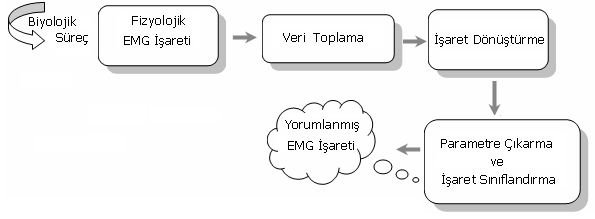 Biyolojik
Süreç
Fizyolojik
EMG İşareti
Veri Toplama
İşaret Dönüştürme
Yorumlanmış
EMG İşareti
Parametre Çıkarma
ve
İşaret Sınıflandırma